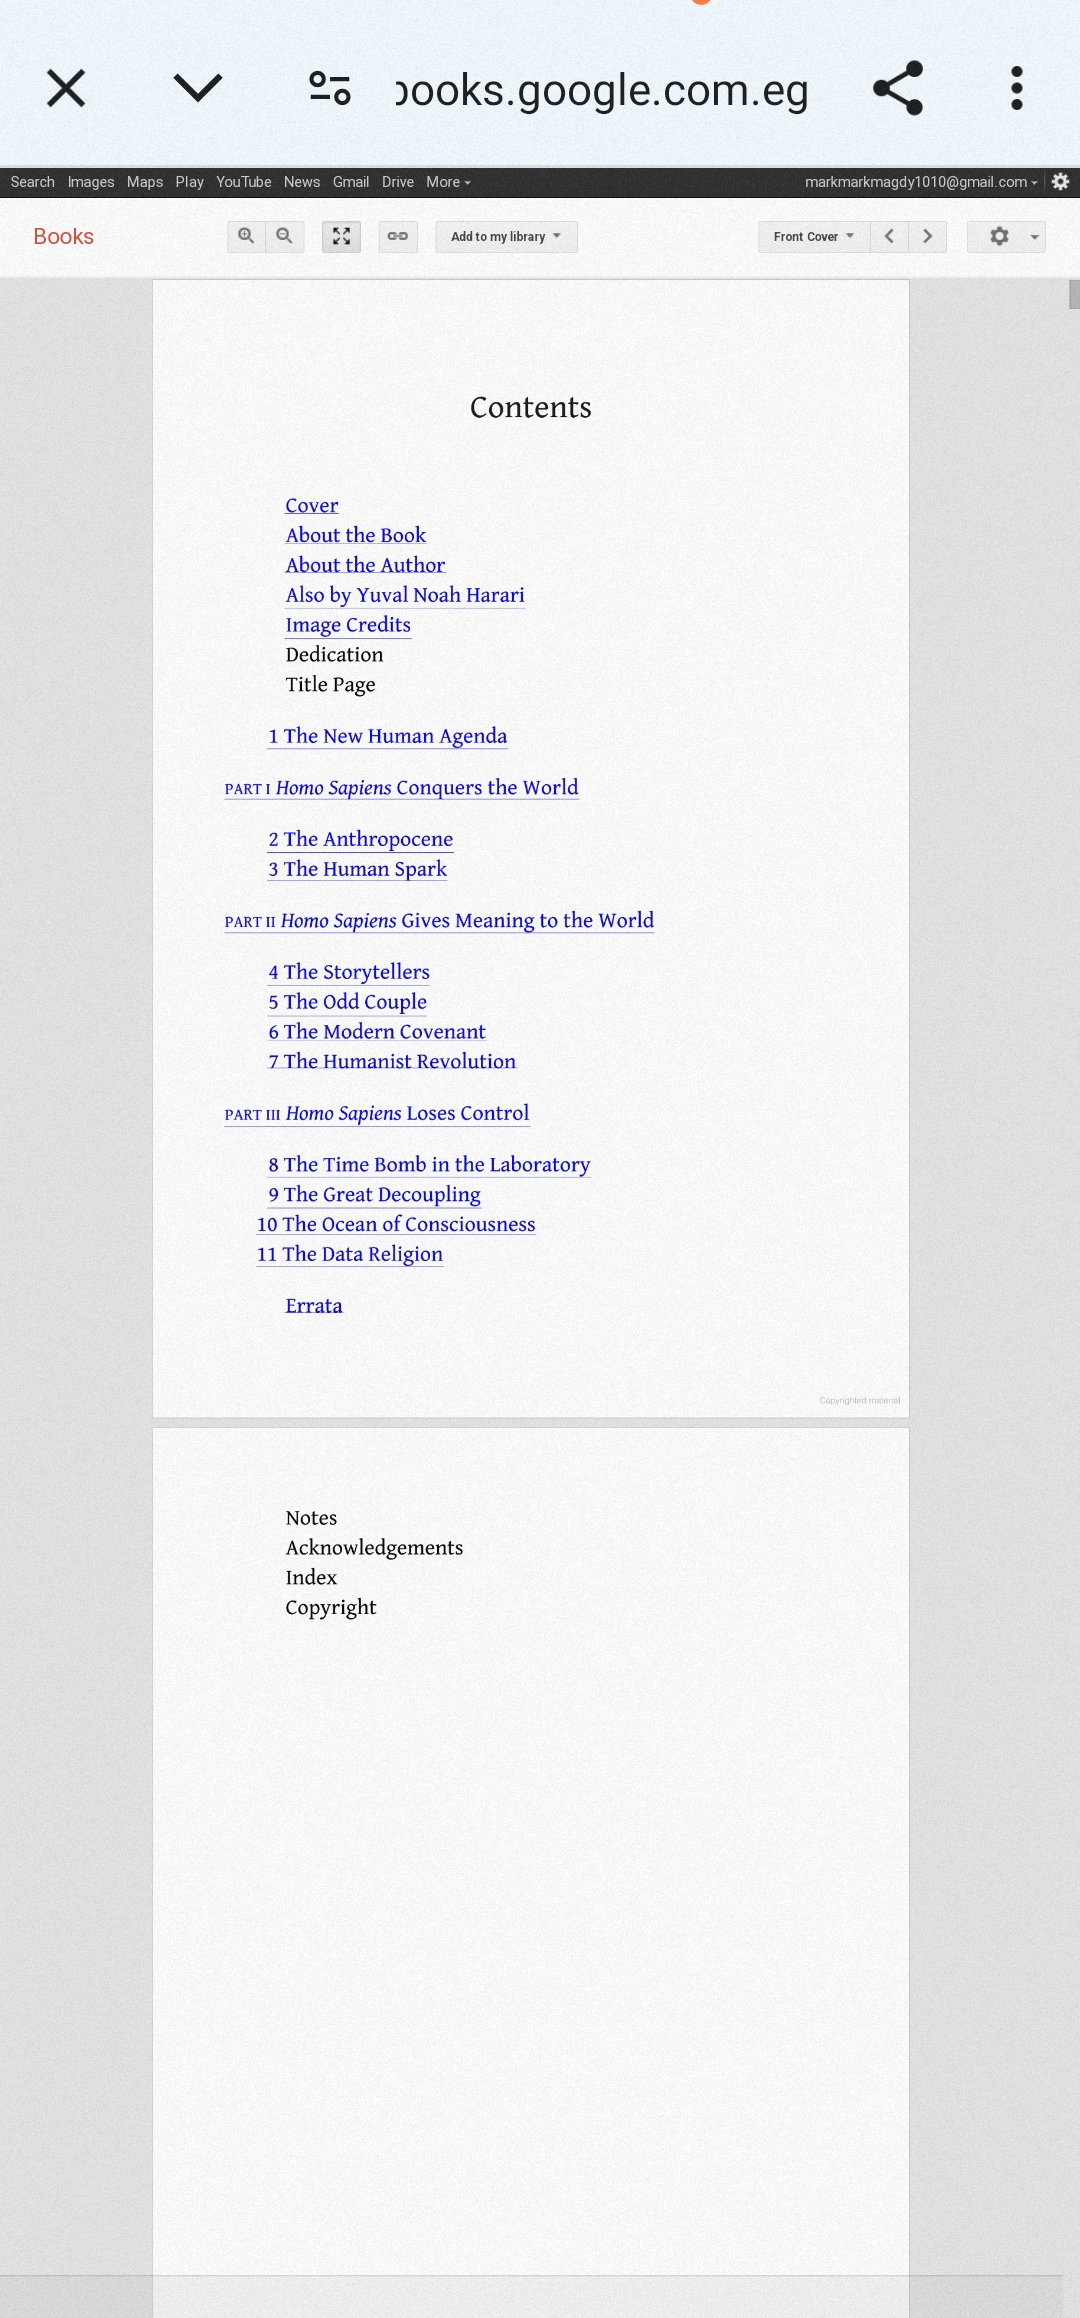 books.google.com.eg
Search Images Maps Play YouTube News Gmail Drive More markmarkmagdy1010@gmail.com
Books Add to my library Front Cover
Contents
Cover
About the Book
About the Author
Also by Yuval Noah Harari
Image Credits
Dedication
Title Page
1 The New Human Agenda
PART I Homo Sapiens Conquers the World
2 The Anthropocene
3 The Human Spark
PART II Homo Sapiens Gives Meaning to the World
4 The Storytellers
5 The Odd Couple
6 The Modern Covenant
7 The Humanist Revolution
PART III Homo Sapiens Loses Control
8 The Time Bomb in the Laboratory
9 The Great Decoupling
10 The Ocean of Consciousness
11 The Data Religion
Errata
Copyrighted material
Notes
Acknowledgements
Index
Copyright